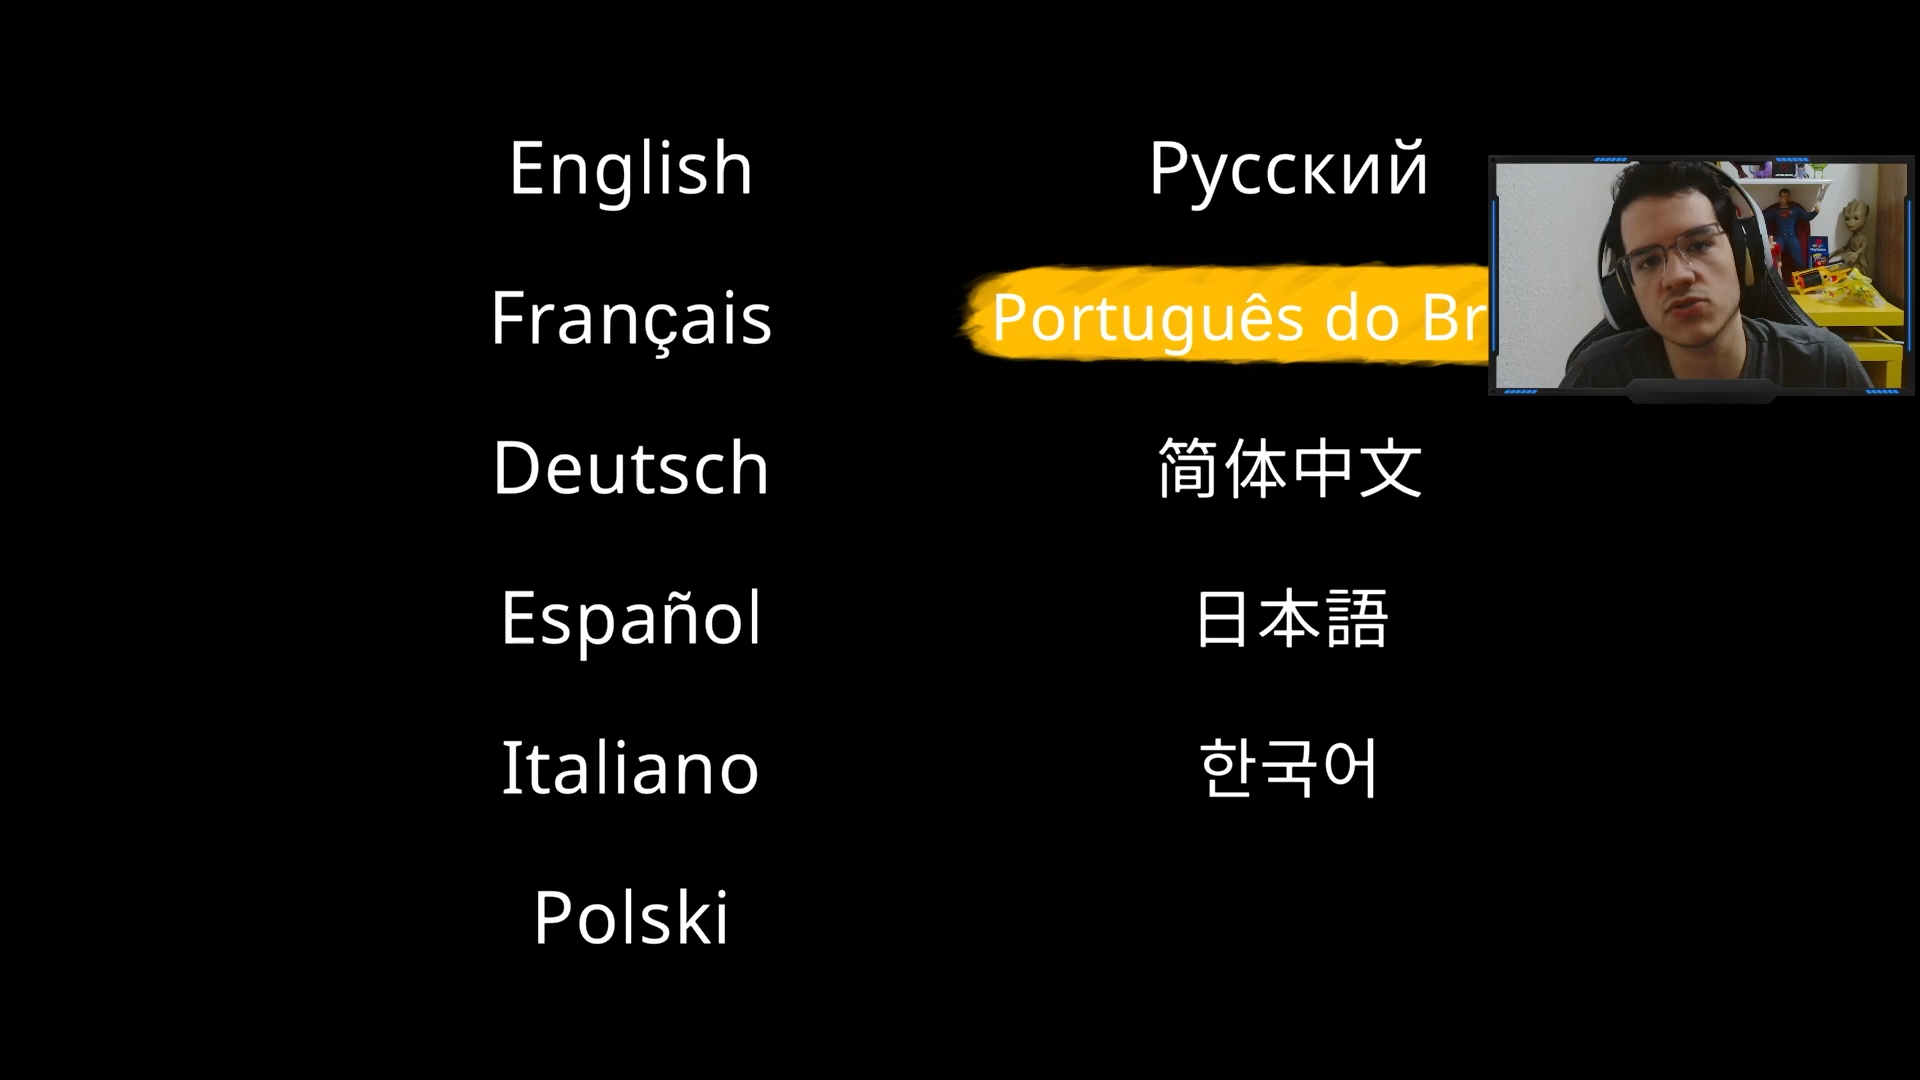 English
Français
Deutsch
Español
Italiano
Polski
Русский
Português do Br
简体中文
日本語
한국어